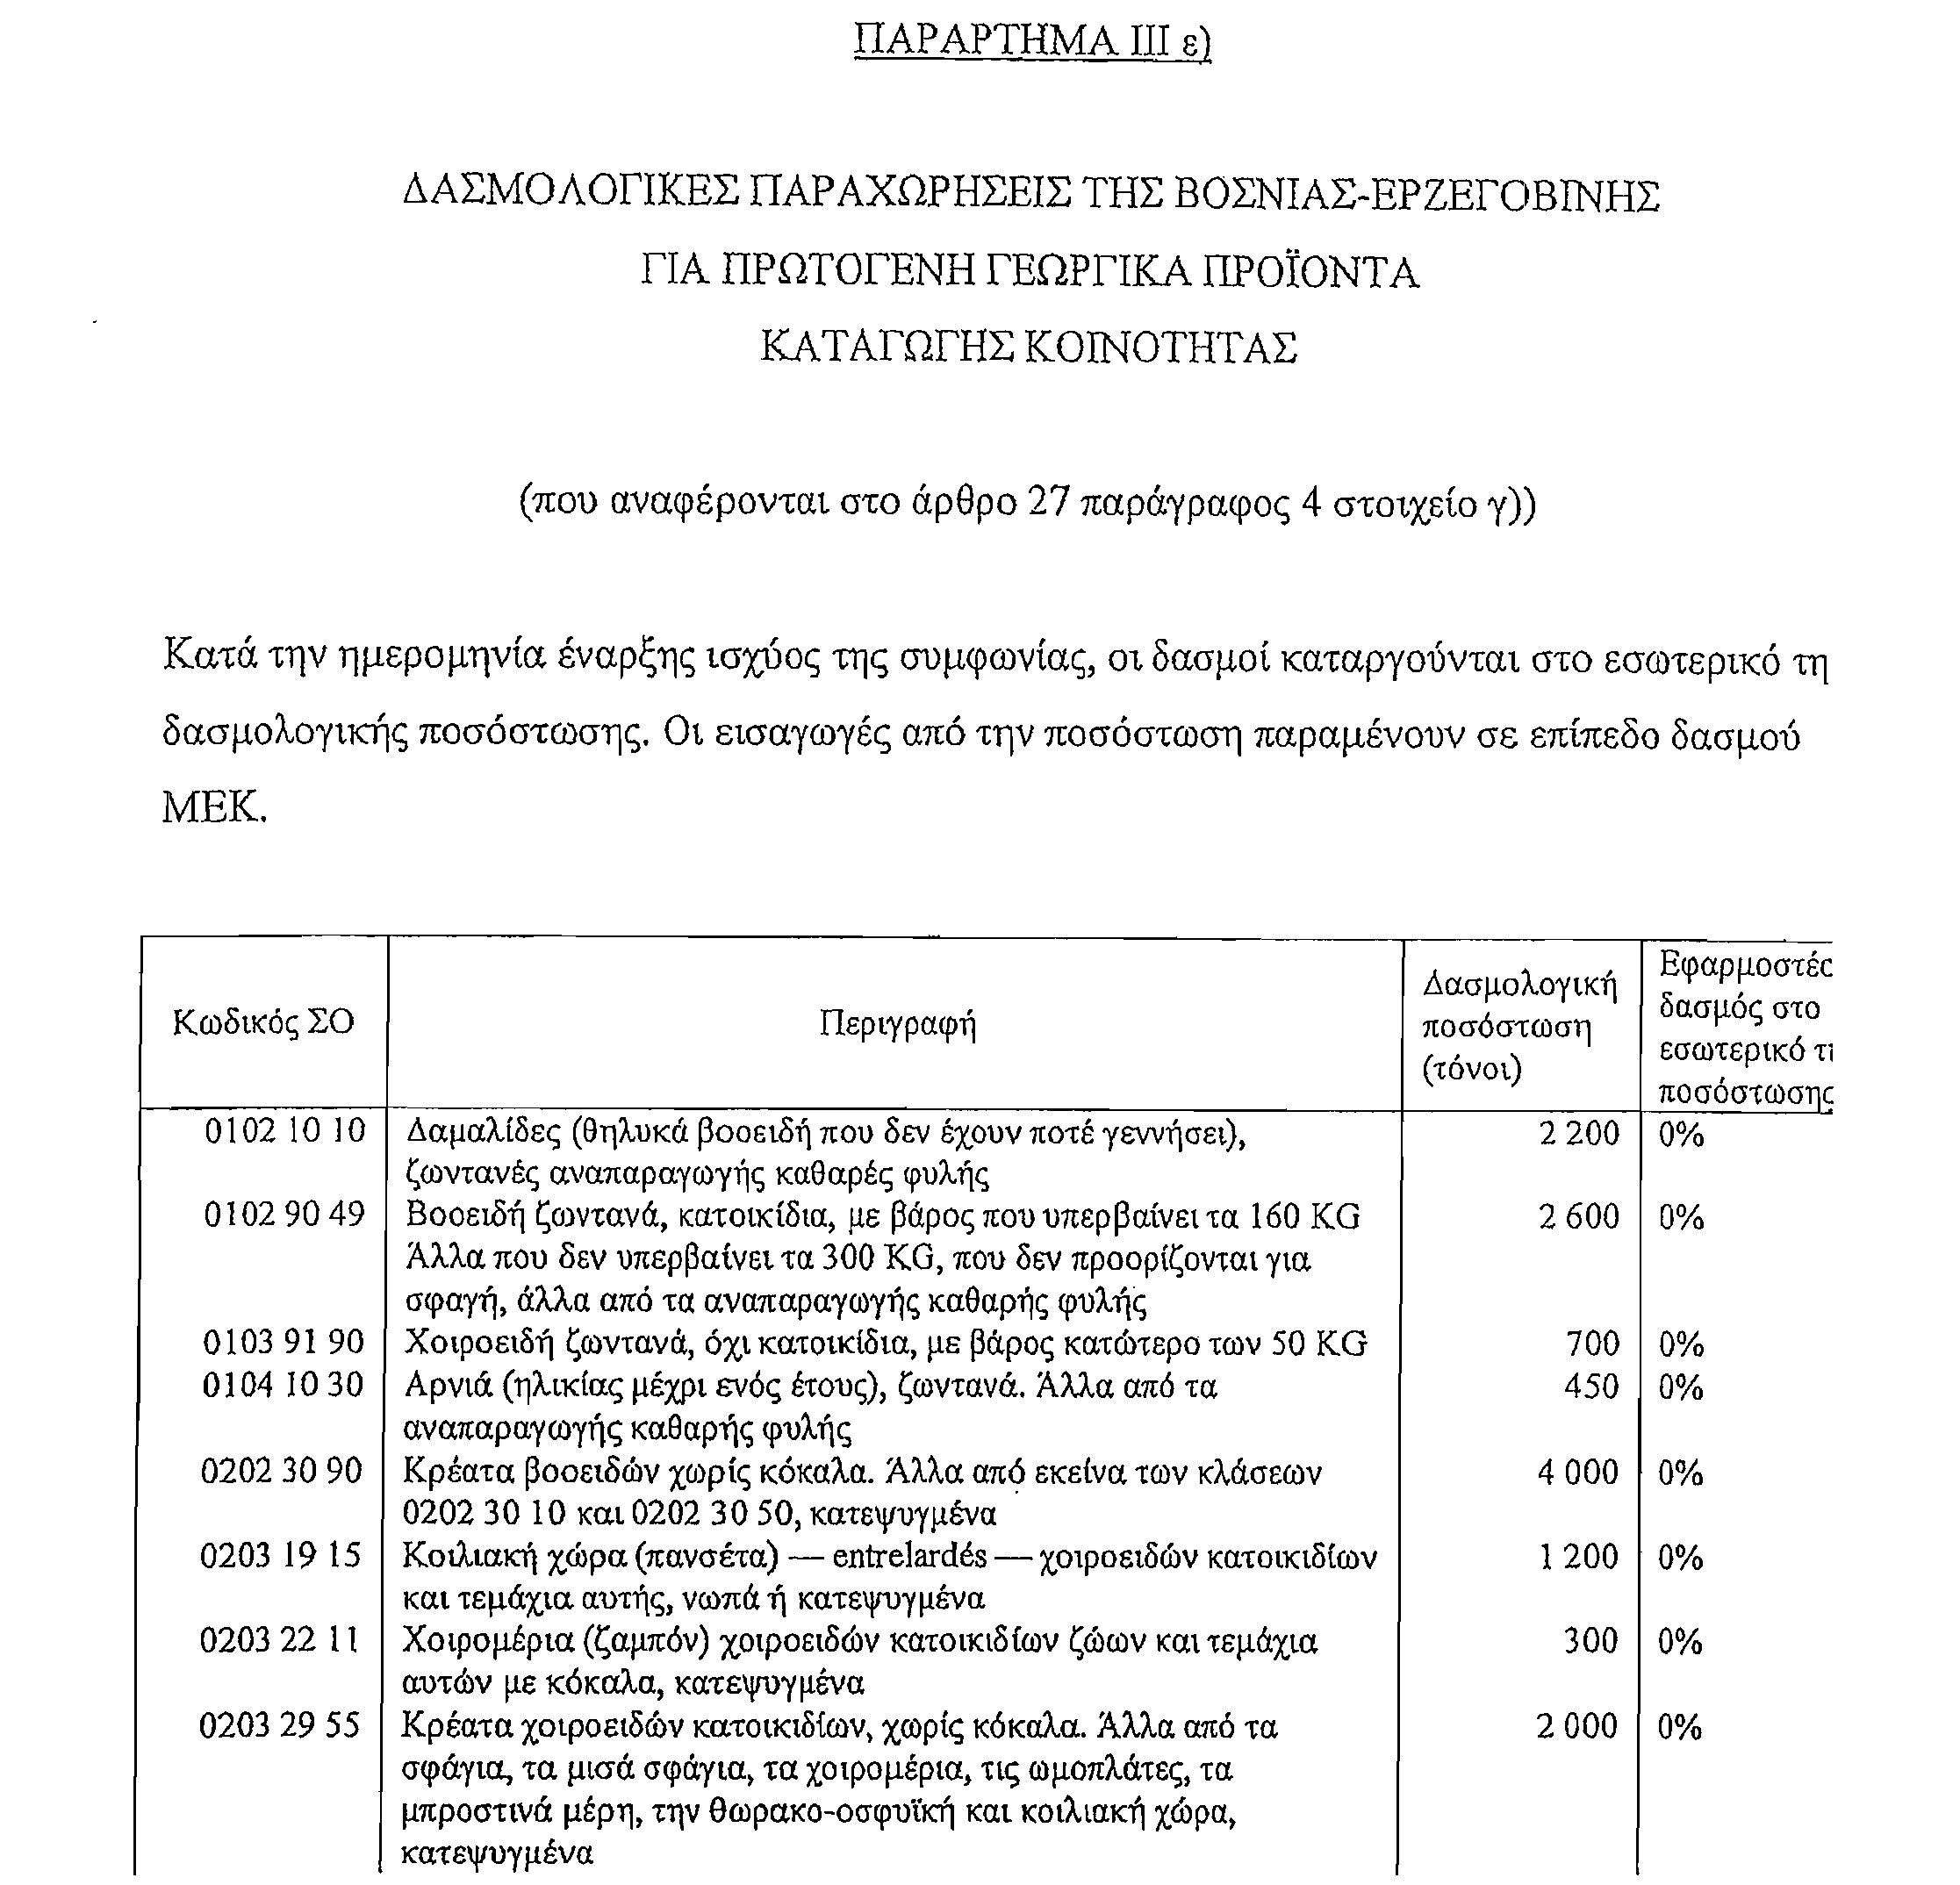 ΠΑΡΑΡΤΗΜΑ ΙΙΙ ε)
ΔΑΣΜΟΛΟΓΙΚΕΣ ΠΑΡΑΧΩΡΗΣΕΙΣ ΤΗΣ ΒΟΣΝΙΑΣ-ΕΡΖΕΓΟΒΙΝΗΣ
ΓΙΑ ΠΡΩΤΟΓΕΝΗ ΓΕΩΡΓΙΚΑ ΠΡΟΪΟΝΤΑ
ΚΑΤΑΓΩΓΗΣ ΚΟΙΝΟΤΗΤΑΣ
(που αναφέρονται στο άρθρο 27 παράγραφος 4 στοιχείο γ))
Κατά την ημερομηνία έναρξης ισχύος της συμφωνίας, οι δασμοί καταργούνται στο εσωτερικό τη
δασμολογικής ποσόστωσης. Οι εισαγωγές από την ποσόστωση παραμένουν σε επίπεδο δασμού
ΜΕΚ.
Κωδικός ΣΟ
Περιγραφή
Δασμολογική
ποσόστωση
(τόνοι)
Εφαρμοστές
δασμός στο
εσωτερικό τ
ποσόστωσης
0102 10 10 Δαμαλίδες (θηλυκά βοοειδή που δεν έχουν ποτέ γεννήσει), 2 200 0%
ζωντανές αναπαραγωγής καθαρές φυλής
0102 90 49 Βοοειδή ζωντανά, κατοικίδια, με βάρος που υπερβαίνει τα 160 KG 2 600 0%
Άλλα που δεν υπερβαίνει τα 300 KG, που δεν προορίζονται για
σφαγή, άλλα από τα αναπαραγωγής καθαρής φυλής
0103 91 90 Χοιροειδή ζωντανά, όχι κατοικίδια, με βάρος κατώτερο των 50 KG 700 0%
0104 10 30 Αρνιά (ηλικίας μέχρι ενός έτους), ζωντανά. Άλλα από τα 450 0%
αναπαραγωγής καθαρής φυλής
0202 30 90 Κρέατα βοοειδών χωρίς κόκαλα. Άλλα από εκείνα των κλάσεων 4 000 0%
0202 30 10 και 0202 30 50, κατεψυγμένα
0203 19 15 Κοιλιακή χώρα (πανσέτα) — entrelardés — χοιροειδών κατοικιδίων 1 200 0%
και τεμάχια αυτής, νωπά ή κατεψυγμένα
0203 22 11 Χοιρομέρια (ζαμπόν) χοιροειδών κατοικιδίων ζώων και τεμάχια 300 0%
αυτών με κόκαλα, κατεψυγμένα
0203 29 55 Κρέατα χοιροειδών κατοικιδίων, χωρίς κόκαλα. Άλλα από τα 2 000 0%
σφάγια, τα μισά σφάγια, τα χοιρομέρια, τις ωμοπλάτες, τα
μπροστινά μέρη, την θωρακο-οσφυϊκή και κοιλιακή χώρα,
κατεψυγμένα